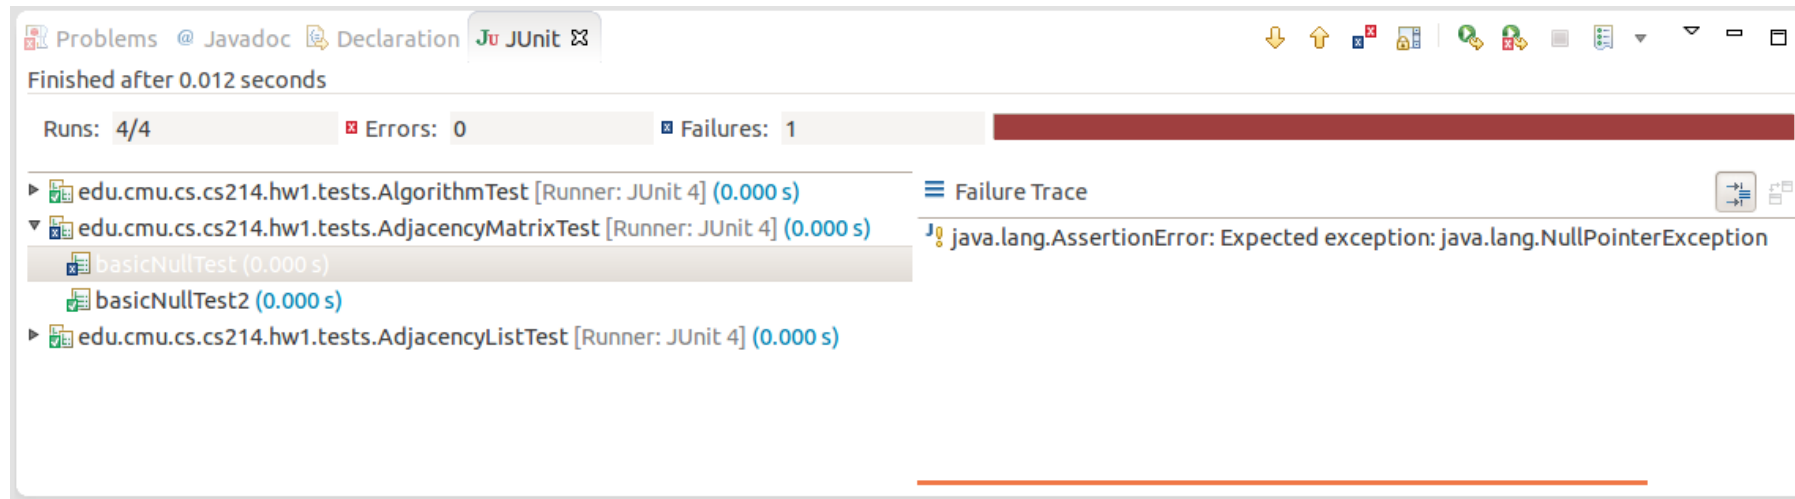 Problems @ Javadoc Declaration JU JUnit
Finished after 0.012 seconds
Runs: 4/4 Errors: 0 Failures: 1
edu.cmu.cs.cs214.hw1.tests.AlgorithmTest [Runner: JUnit 4] (0.000 s)
Failure Trace
edu.cmu.cs.cs214.hw1.tests.AdjacencyMatrixTest [Runner: JUnit 4] (0.000 s)
java.lang.AssertionError: Expected exception: java.lang.NullPointerException
basicNullTest (0.000 s)
basicNullTest2 (0.000 s)
edu.cmu.cs.cs214.hw1.tests.AdjacencyListTest [Runner: JUnit 4] (0.000 s)